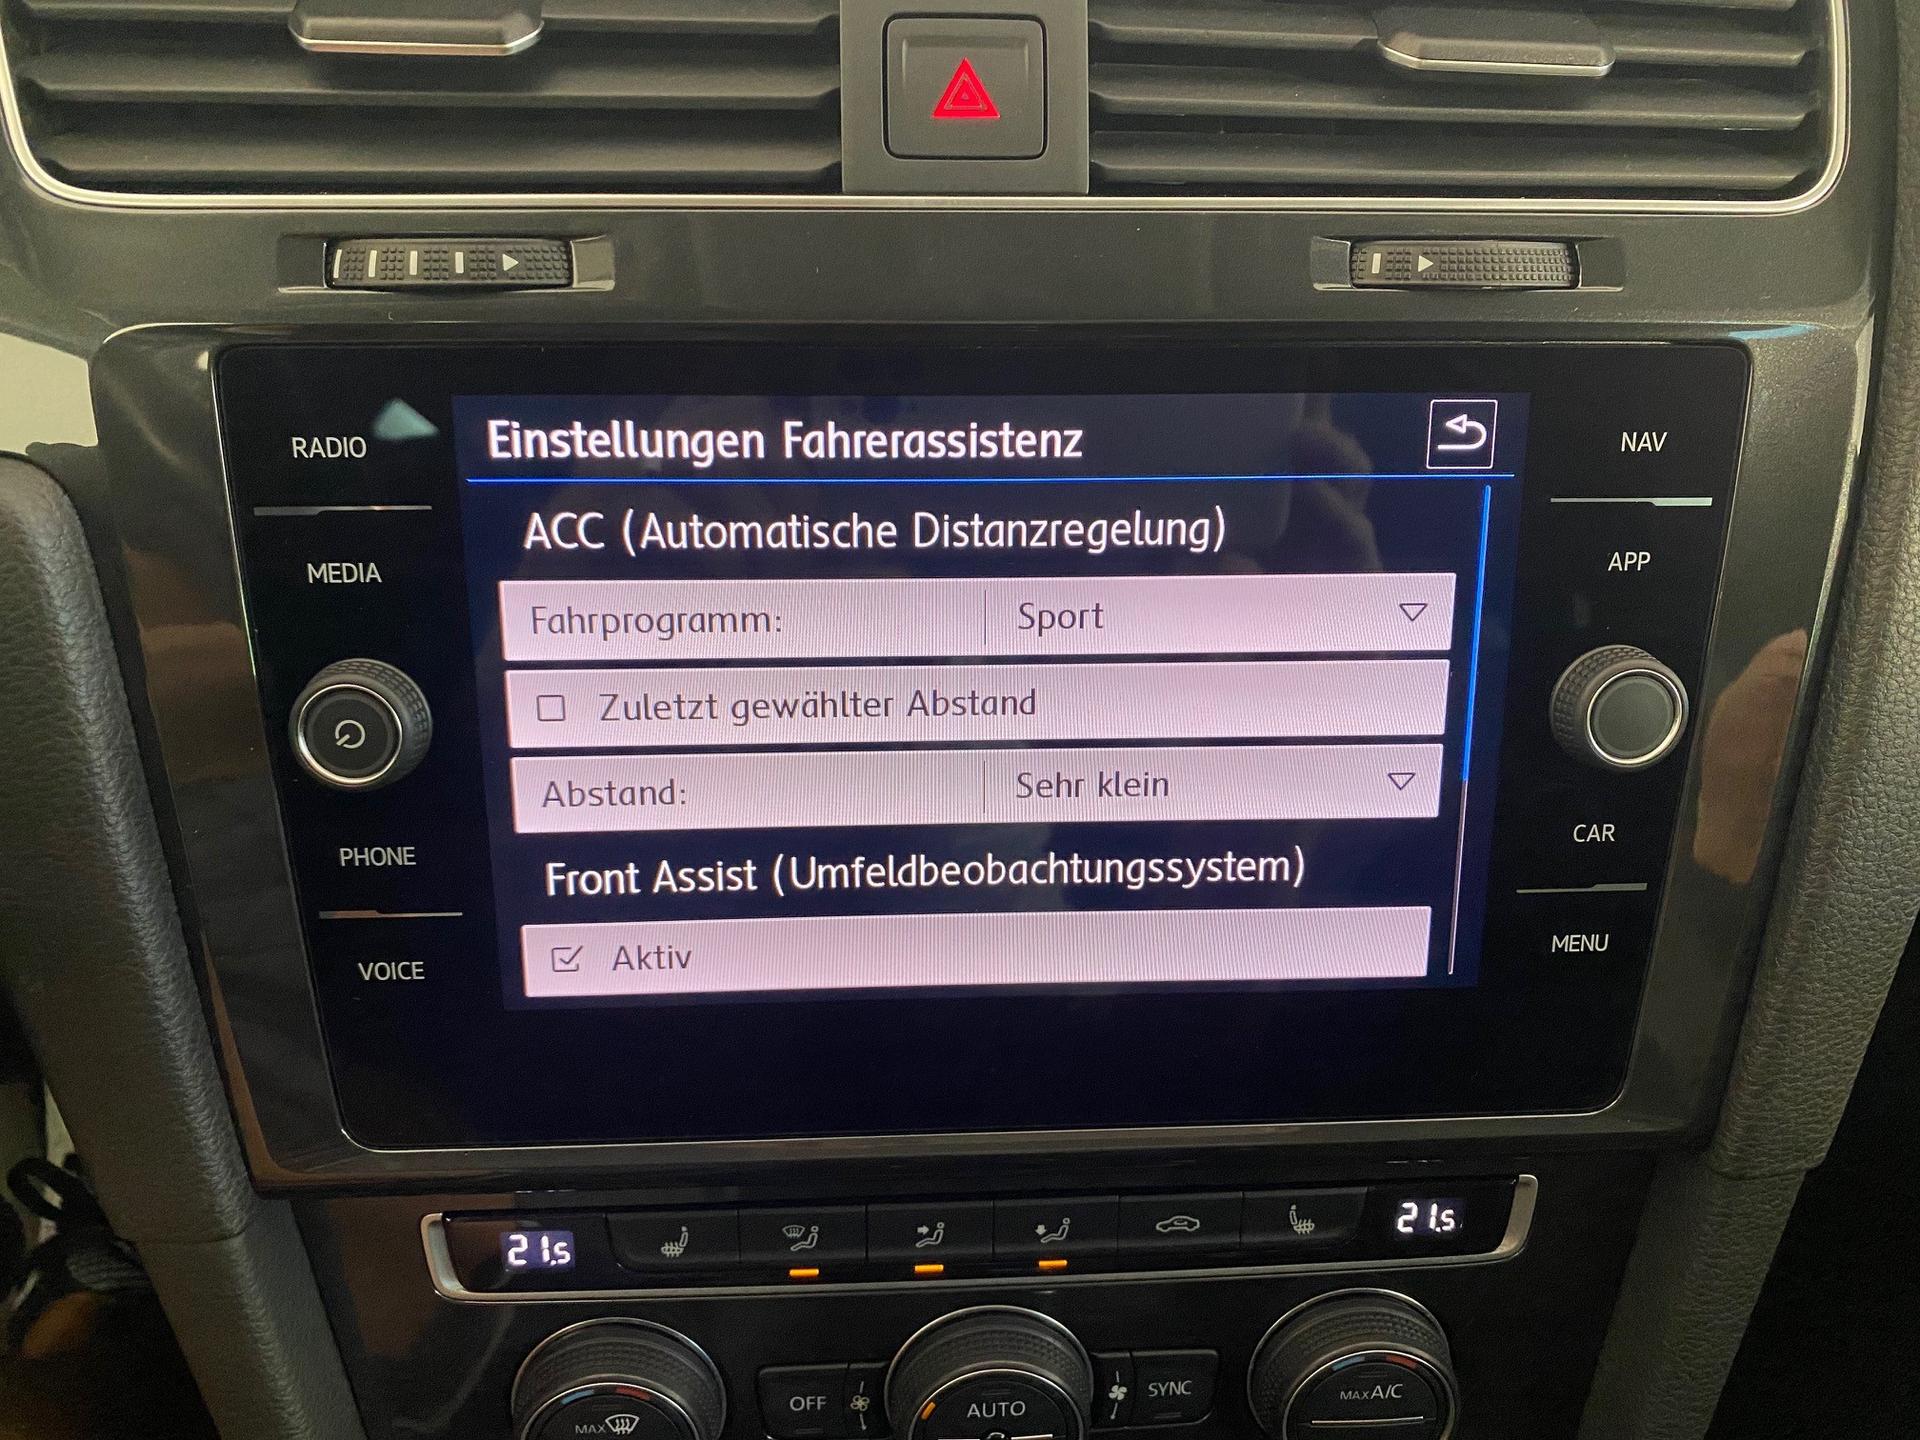 RADIO
MEDIA
PHONE
VOICE
Einstellungen Fahrerassistenz
ACC (Automatische Distanzregelung)
Fahrprogramm: Sport
Zuletzt gewählter Abstand
Abstand: Sehr klein
Front Assist (Umfeldbeobachtungssystem)
Aktiv
NAV
APP
CAR
MENU
21.5
21.5
MAX
OFF
AUTO
SYNC
MAX A/C